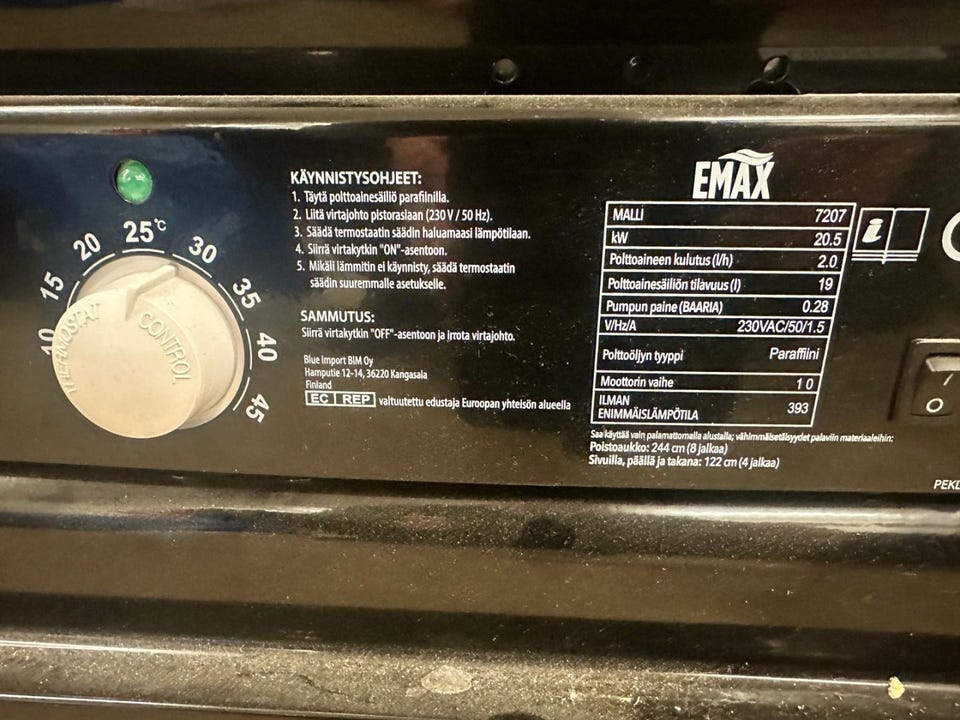 20 25°C 30
15 35
10 40
45
THERMOSTAT CONTROL
KÄYNNISTYSOHJEET:
1. Täytä polttoainesäiliö parafiinilla.
2. Liitä virtajohto pistorasiaan (230 V / 50 Hz).
3. Säädä termostaatin säädin haluamaasi lämpötilaan.
4. Siirrä virtakytkin "ON"-asentoon.
5. Mikäli lämmitin ei käynnisty, säädä termostaatin
säädin suuremmalle asetukselle.
SAMMUTUS:
Siirrä virtakytkin "OFF"-asentoon ja irrota virtajohto.
Blue Import BIM Oy
Hamputie 12-14, 36220 Kangasala
Finland
EC REP valtuutettu edustaja Euroopan yhteisön alueella
EMAX
MALLI 7207
kW 20.5
Polttoaineen kulutus (l/h) 2.0
Polttoainesäiliön tilavuus (l) 19
Pumpun paine (BAARIA) 0.28
V/Hz/A 230VAC/50/1.5
Polttoöljyn tyyppi Paraffiini
Moottorin vaihe 1 0
ILMAN
ENIMMÄISLÄMPÖTILA 393
Saa käyttää vain palamattomalla alustalla; vähimmäisetäisyydet palaviin materiaaleihin:
Poistoaukko: 244 cm (8 jalkaa)
Sivuilla, päällä ja takana: 122 cm (4 jalkaa)